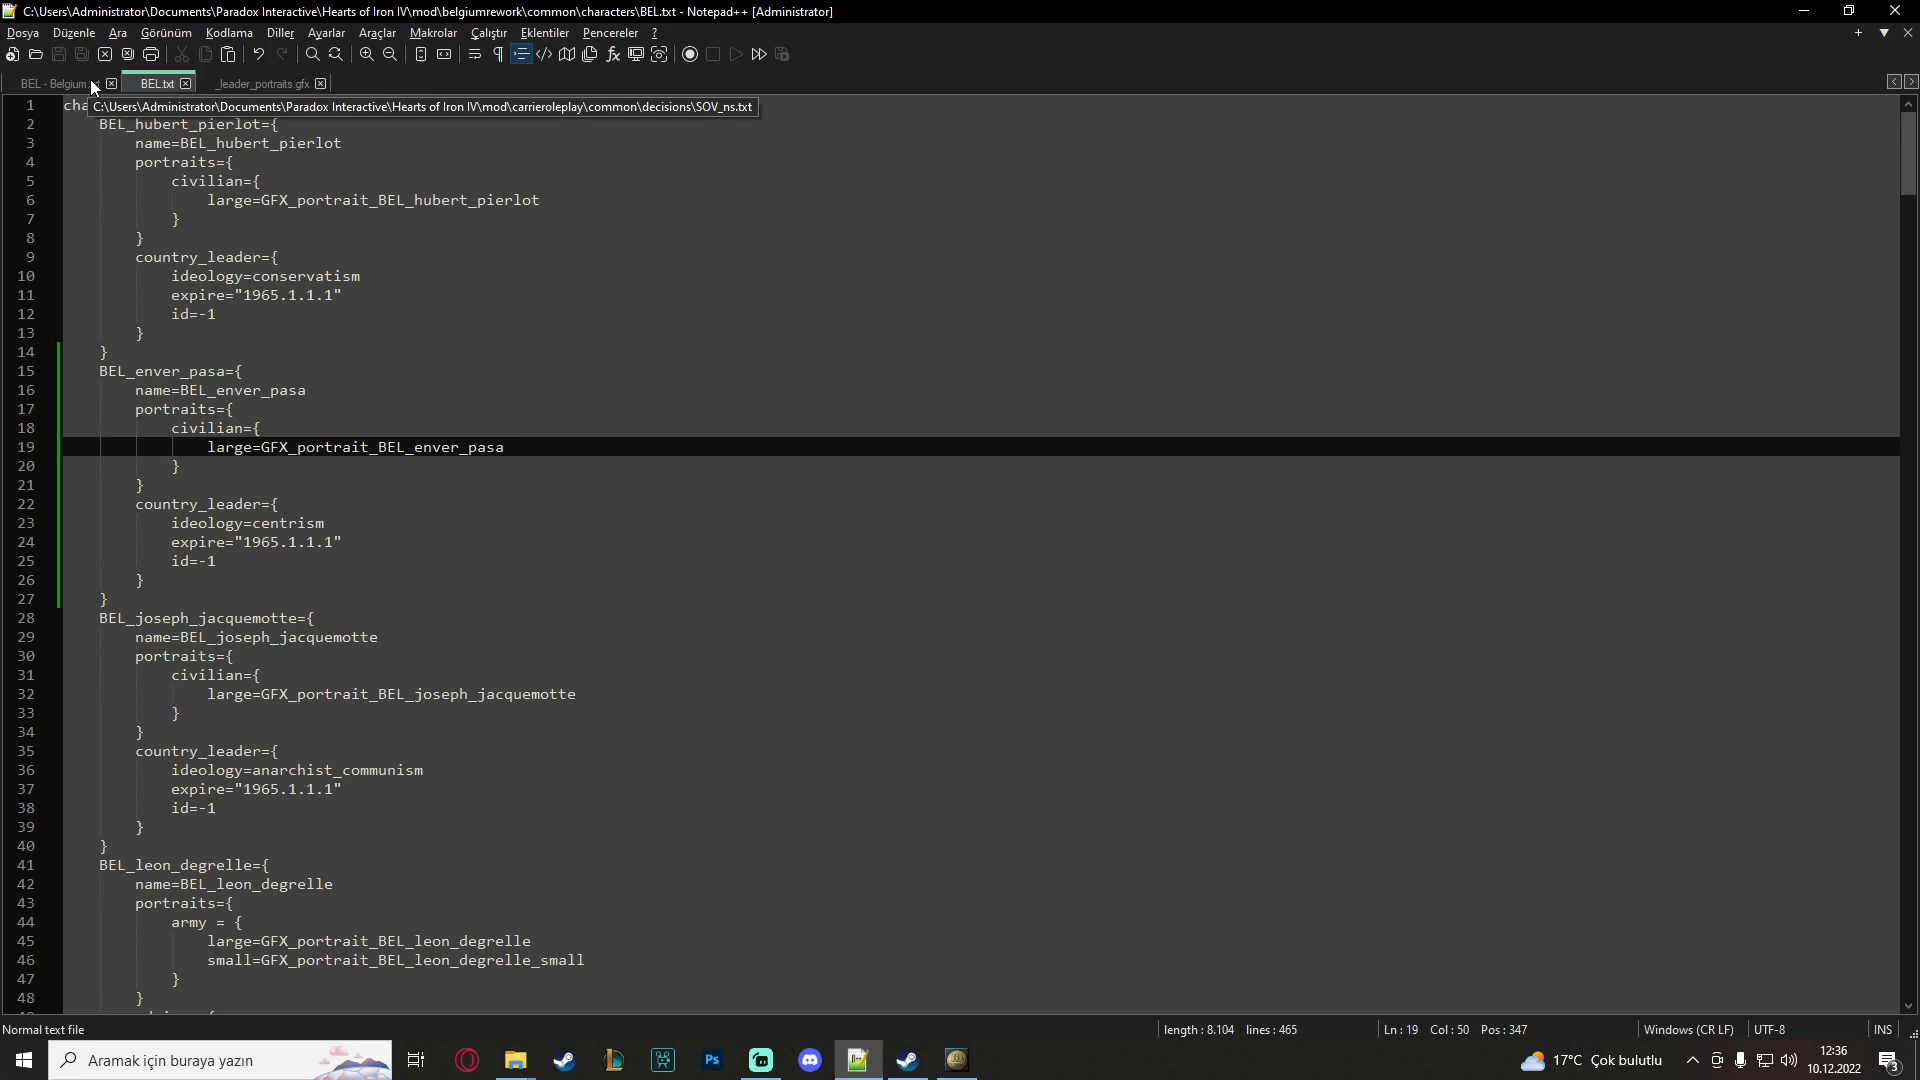 C:\Users\Administrator\Documents\Paradox Interactive\Hearts of Iron IV\mod\belgiumrework\common\characters\BEL.txt - Notepad++ [Administrator]
Dosya Düzenle Ara Görünüm Kodlama Diller Ayarlar Araçlar Makrolar Çalıştır Eklentiler Pencereler ?
BEL - Belgium BEL.txt _leader_portraits.gfx
C:\Users\Administrator\Documents\Paradox Interactive\Hearts of Iron IV\mod\carrieroleplay\common\decisions\SOV_ns.txt
1 cha
2 BEL_hubert_pierlot={
3 name=BEL_hubert_pierlot
4 portraits={
5 civilian={
6 large=GFX_portrait_BEL_hubert_pierlot
7 }
8 }
9 country_leader={
10 ideology=conservatism
11 expire="1965.1.1.1"
12 id=-1
13 }
14 }
15 BEL_enver_pasa={
16 name=BEL_enver_pasa
17 portraits={
18 civilian={
19 large=GFX_portrait_BEL_enver_pasa
20 }
21 }
22 country_leader={
23 ideology=centrism
24 expire="1965.1.1.1"
25 id=-1
26 }
27 }
28 BEL_joseph_jacquemotte={
29 name=BEL_joseph_jacquemotte
30 portraits={
31 civilian={
32 large=GFX_portrait_BEL_joseph_jacquemotte
33 }
34 }
35 country_leader={
36 ideology=anarchist_communism
37 expire="1965.1.1.1"
38 id=-1
39 }
40 }
41 BEL_leon_degrelle={
42 name=BEL_leon_degrelle
43 portraits={
44 army = {
45 large=GFX_portrait_BEL_leon_degrelle
46 small=GFX_portrait_BEL_leon_degrelle_small
47 }
48 }
Normal text file length : 8.104 lines : 465 Ln : 19 Col : 50 Pos : 347 Windows (CR LF) UTF-8 INS
Aramak için buraya yazın
Ps
17°C Çok bulutlu
12:36
10.12.2022
3